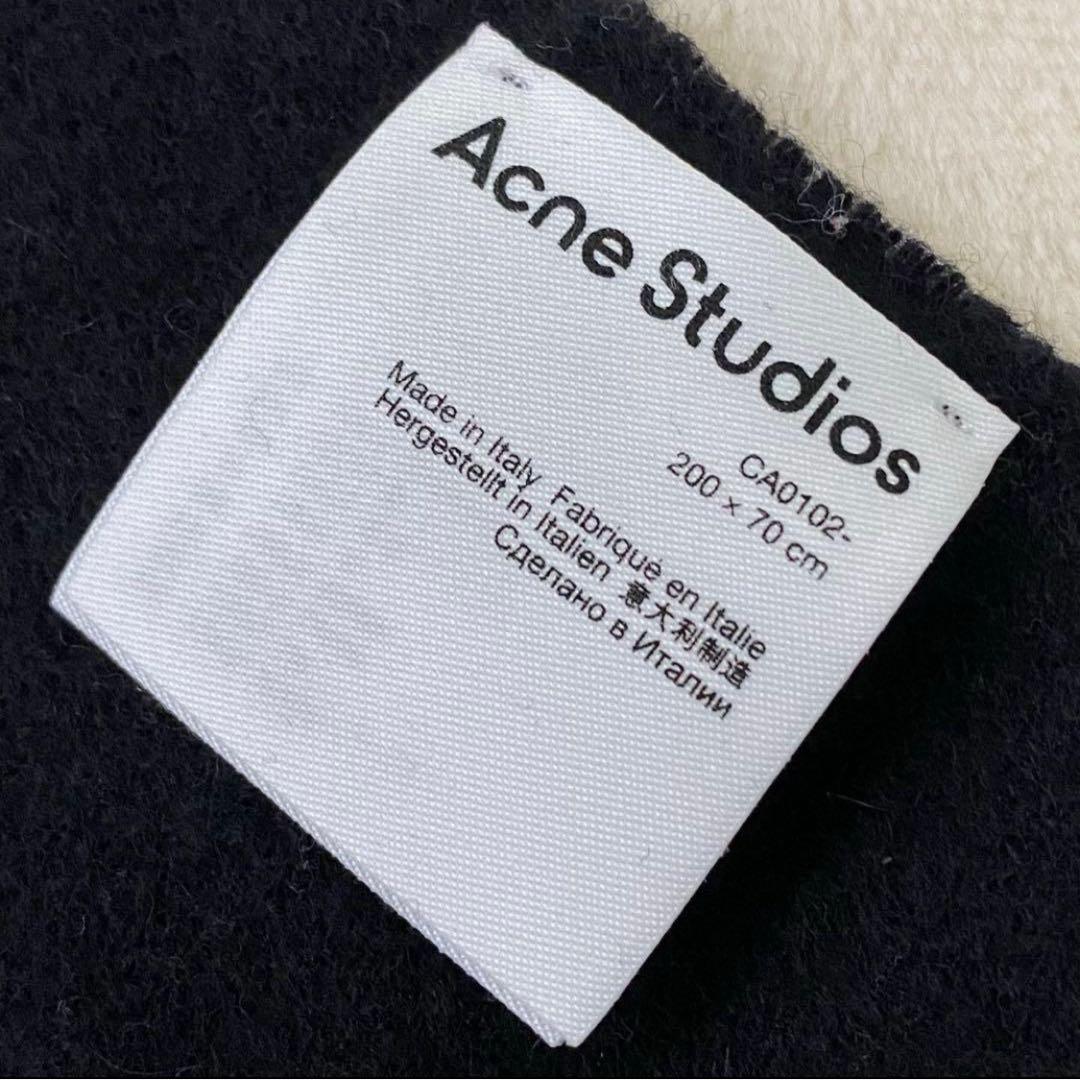 Acne Studios
CA0102-
200 × 70 cm
Made in Italy Fabriqué en Italie
Hergestellt in Italien 意大利制造
Сделано в Италии